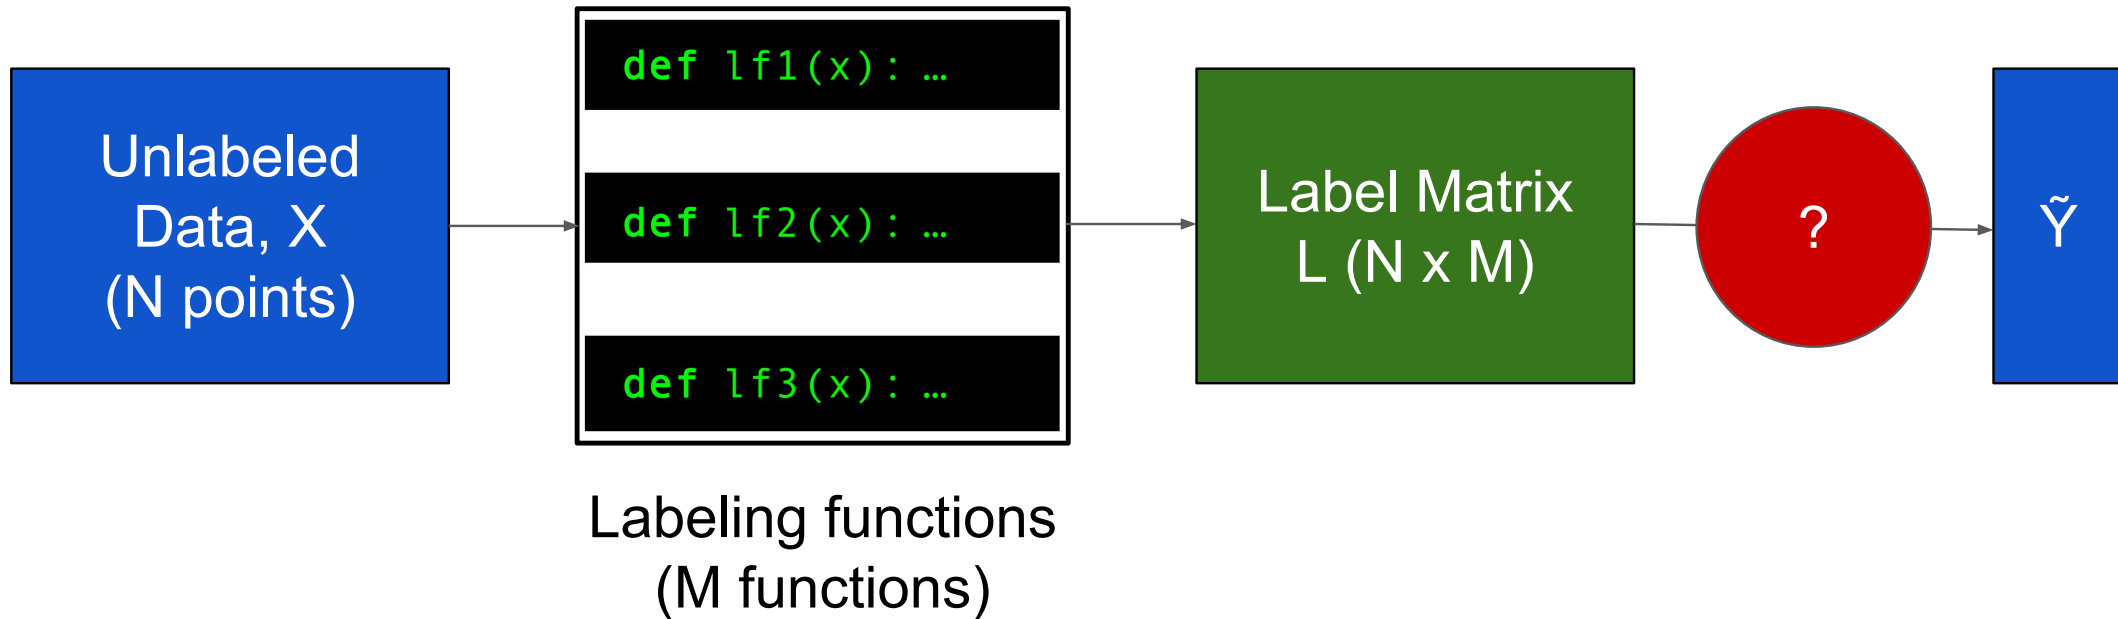 Unlabeled
Data, X
(N points)
def lf1(x): …
def lf2(x): …
def lf3(x): …
Labeling functions
(M functions)
Label Matrix
L (N x M)
?
Ỹ